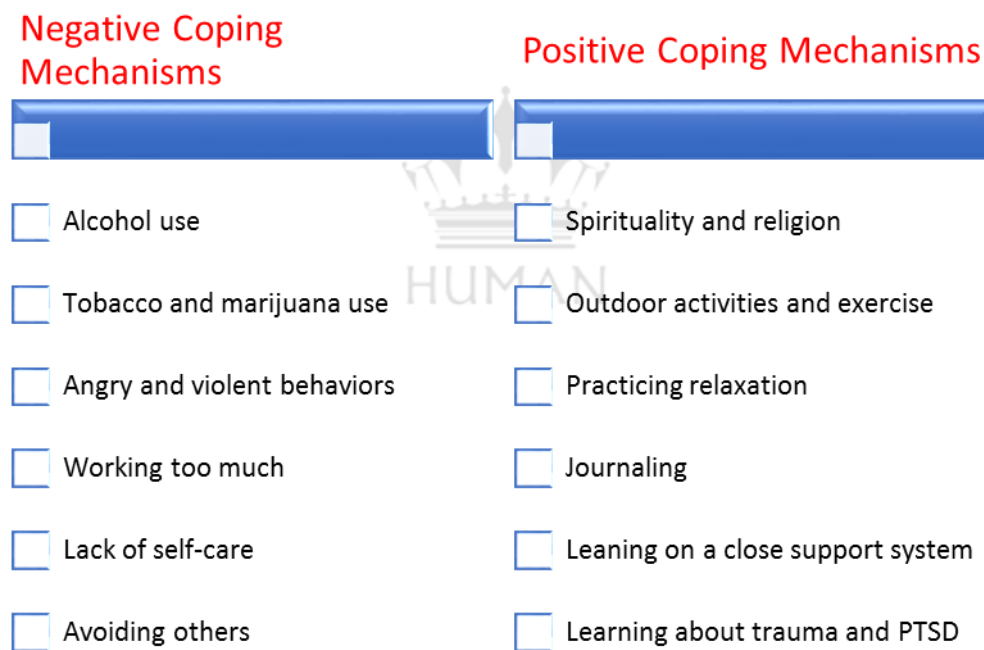 Negative Coping
Mechanisms
Alcohol use
Tobacco and marijuana use
Angry and violent behaviors
Working too much
Lack of self-care
Avoiding others
Positive Coping Mechanisms
Spirituality and religion
Outdoor activities and exercise
Practicing relaxation
Journaling
Leaning on a close support system
Learning about trauma and PTSD
HUMAN